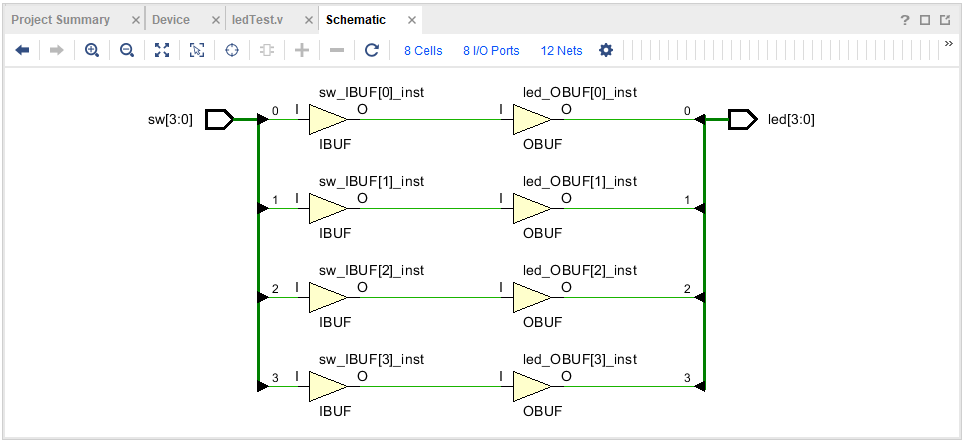 Project Summary × Device × ledTest.v × Schematic × ?
8 Cells 8 I/O Ports 12 Nets »
sw_IBUF[0]_inst led_OBUF[0]_inst
sw[3:0] 0 I O I O 0 led[3:0]
IBUF OBUF
sw_IBUF[1]_inst led_OBUF[1]_inst
1 I O I O 1
IBUF OBUF
sw_IBUF[2]_inst led_OBUF[2]_inst
2 I O I O 2
IBUF OBUF
sw_IBUF[3]_inst led_OBUF[3]_inst
3 I O I O 3
IBUF OBUF